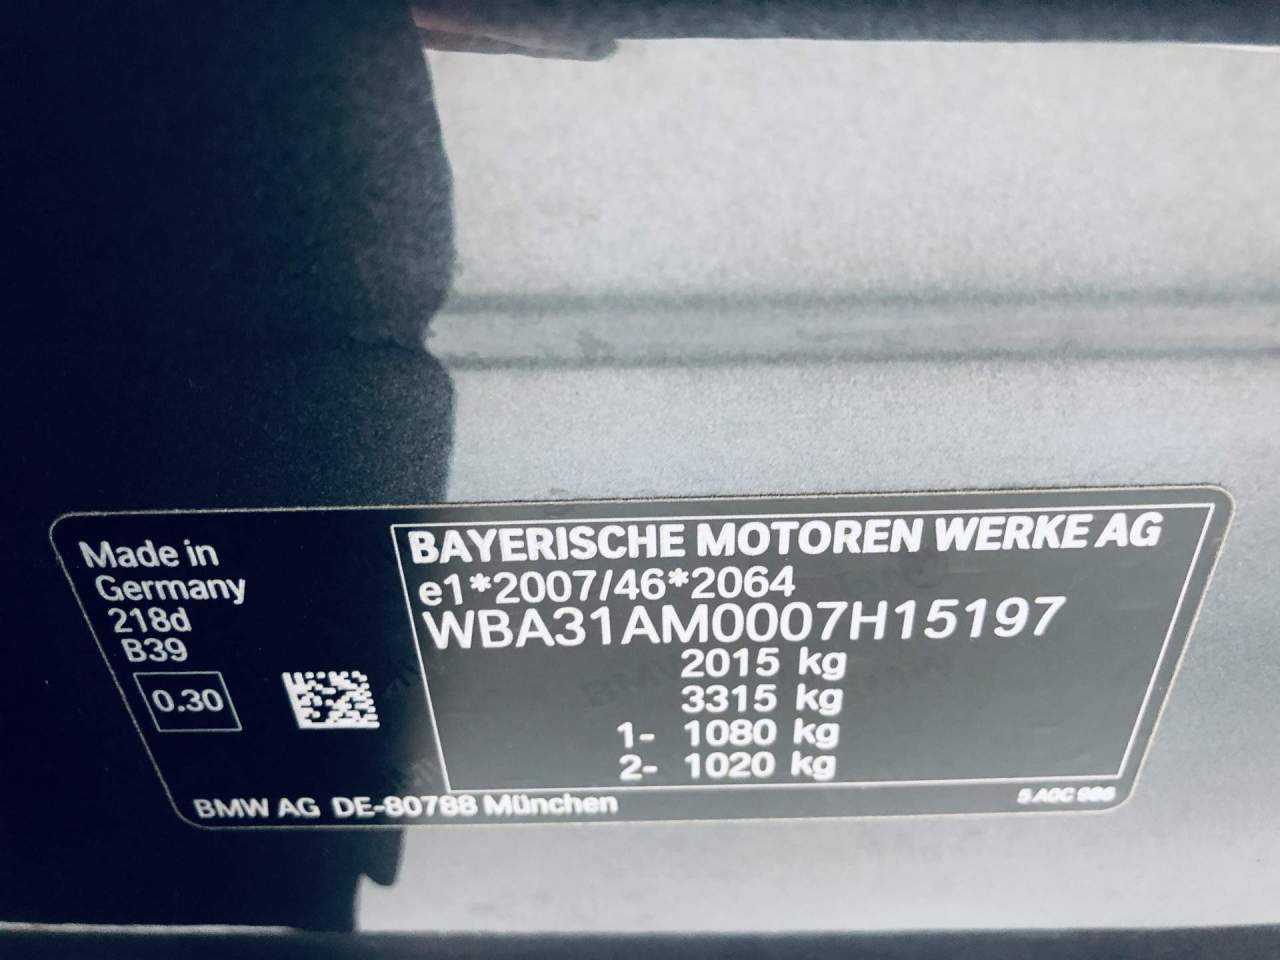 Made in
Germany
218d
B39
0.30
BAYERISCHE MOTOREN WERKE AG
e1*2007/46*2064
WBA31AM0007H15197
2015 kg
3315 kg
1- 1080 kg
2- 1020 kg
BMW AG DE-80788 München